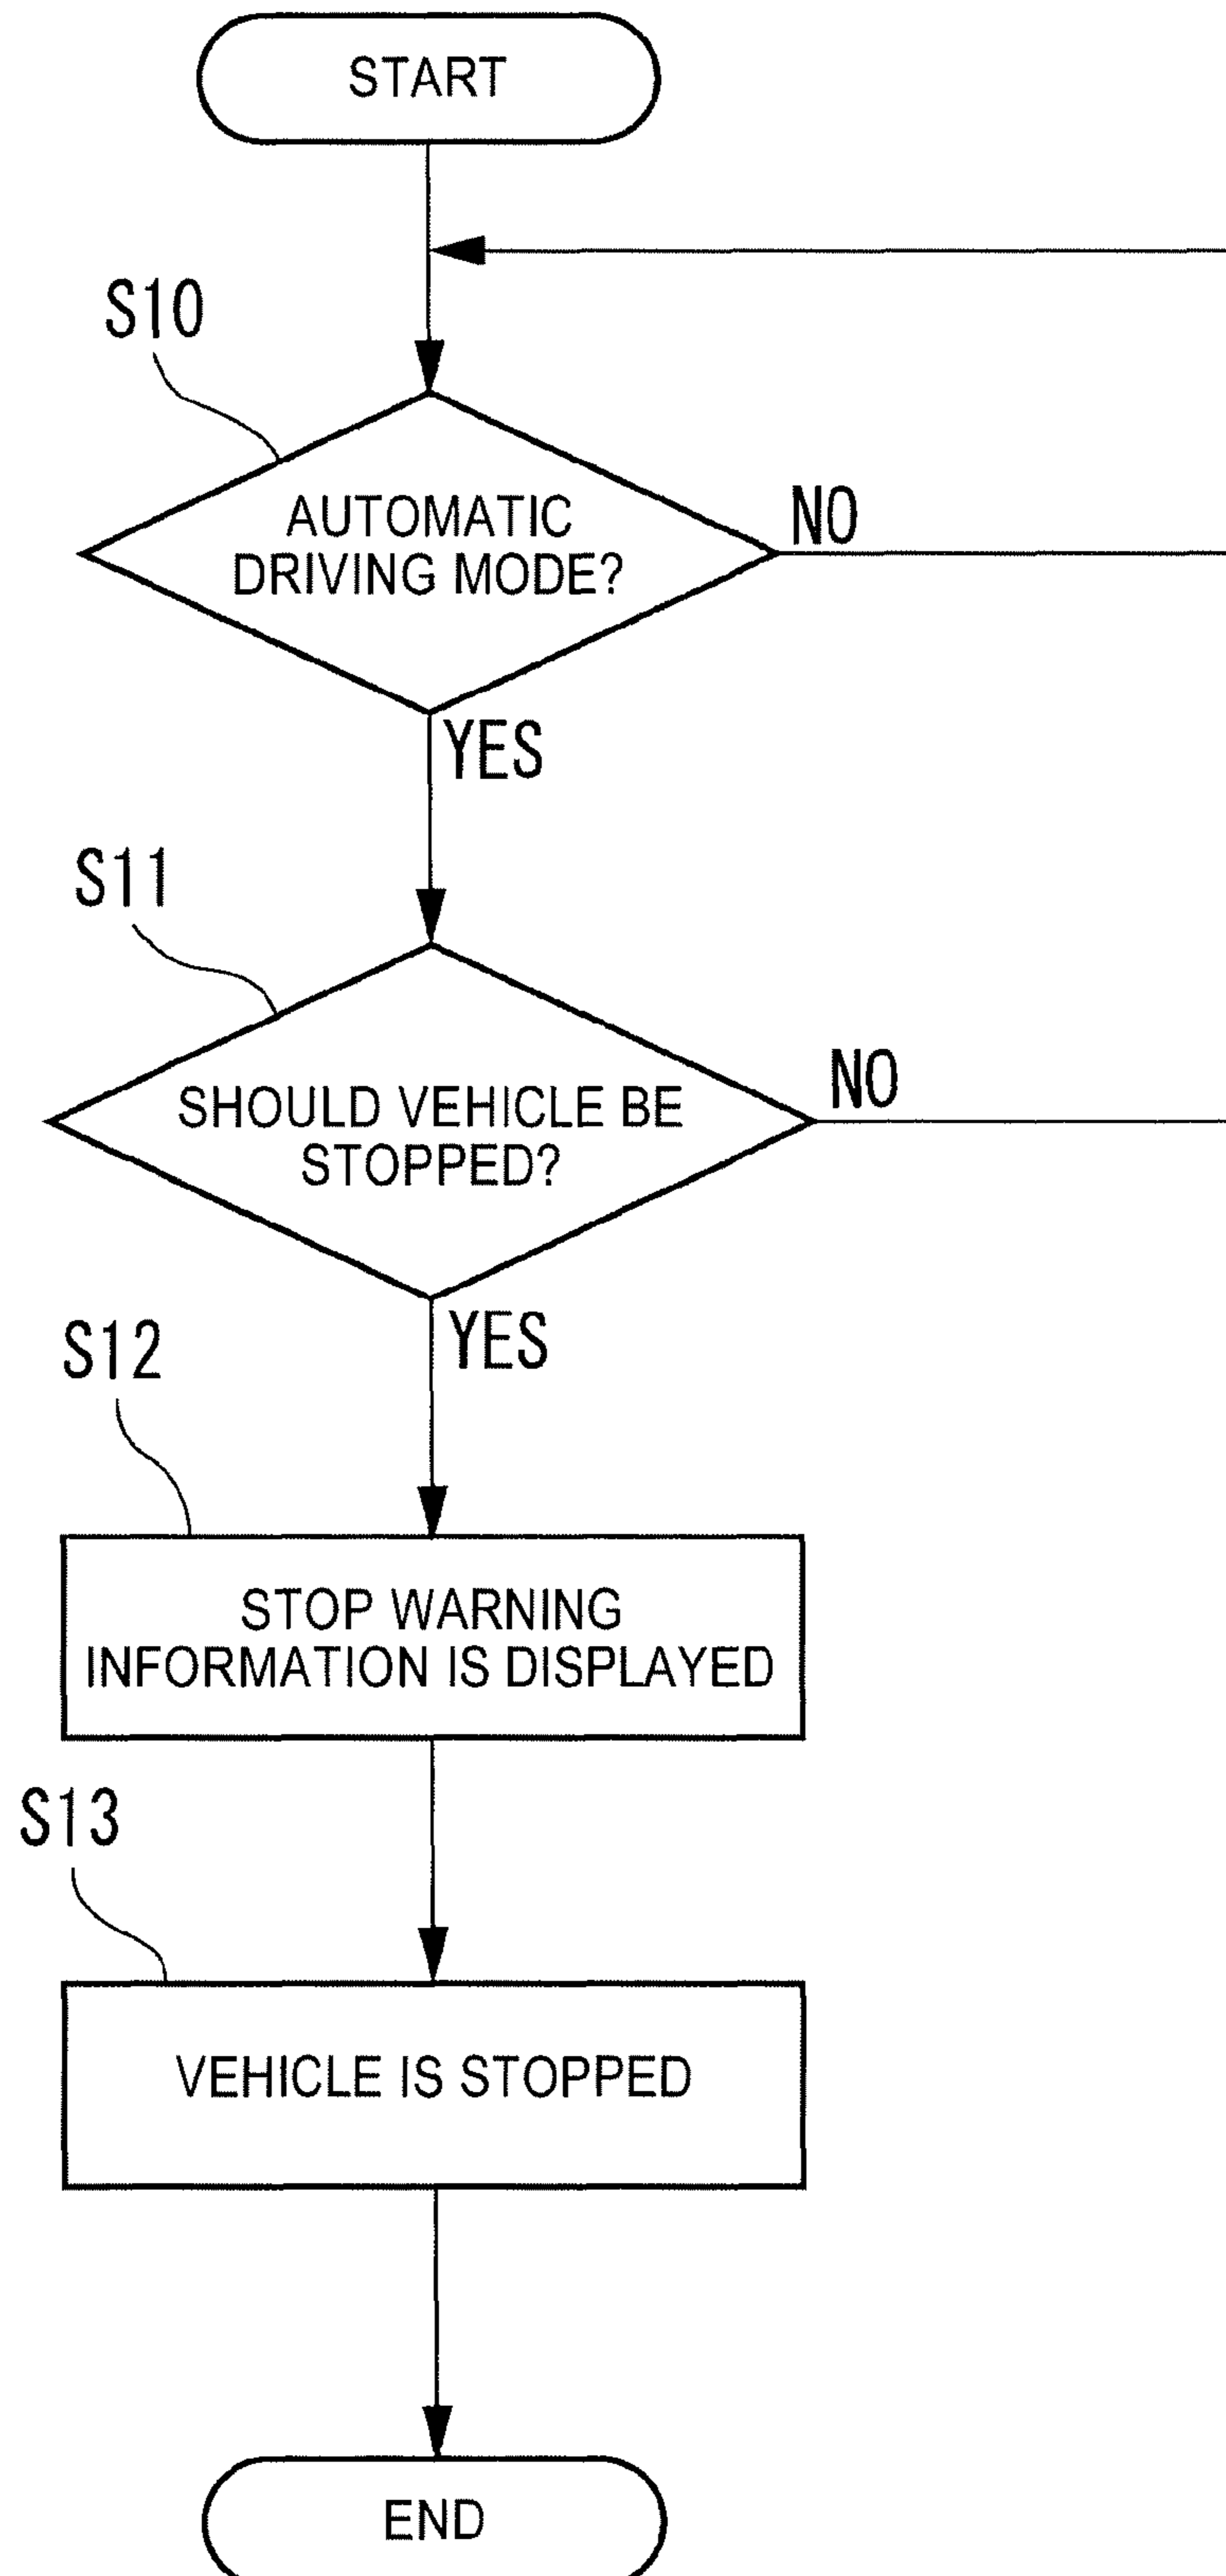 START
S10
AUTOMATIC
DRIVING MODE?
NO
YES
S11
SHOULD VEHICLE BE
STOPPED?
NO
YES
S12
STOP WARNING
INFORMATION IS DISPLAYED
S13
VEHICLE IS STOPPED
END